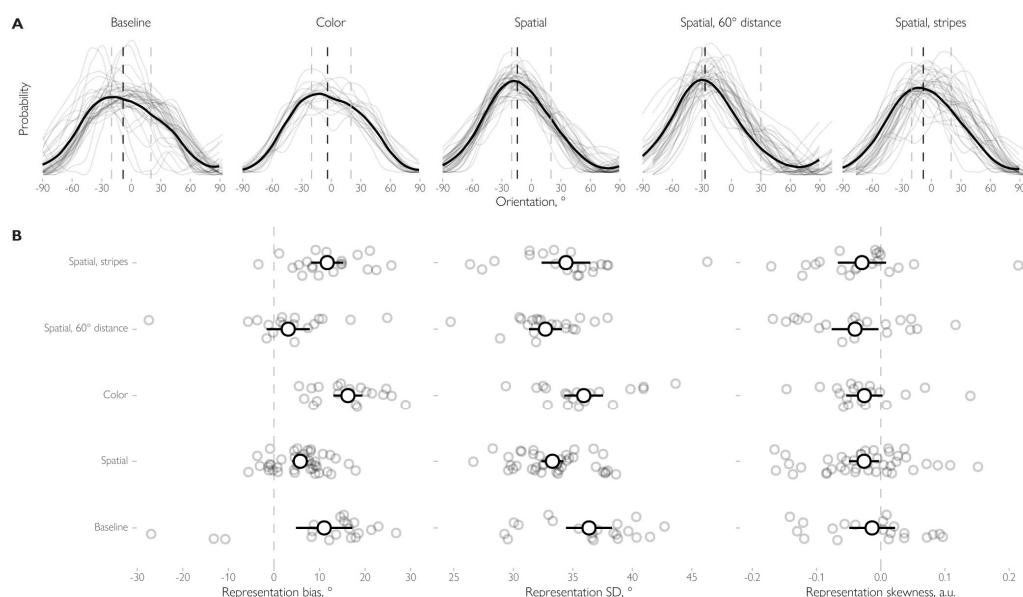 A
Baseline Color Spatial Spatial, 60° distance Spatial, stripes
Probability
-90 -60 -30 0 30 60 90 -90 -60 -30 0 30 60 90 -90 -60 -30 0 30 60 90 -90 -60 -30 0 30 60 90 -90 -60 -30 0 30 60 90
Orientation, °
B
Spatial, stripes
Spatial, 60° distance
Color
Spatial
Baseline
-30 -20 -10 0 10 20 30 25 30 35 40 45 -0.2 -0.1 0.0 0.1 0.2
Representation bias, ° Representation SD, ° Representation skewness, a.u.